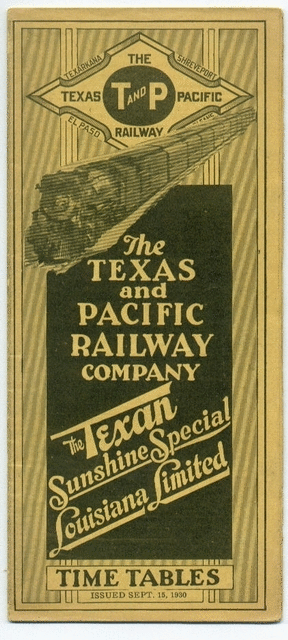 THE
TEXARKANA SHREVEPORT
TEXAS T AND P PACIFIC
EL PASO
RAILWAY
The
TEXAS
and
PACIFIC
RAILWAY
COMPANY
The Texan
Sunshine Special
Louisiana Limited
TIME TABLES
ISSUED SEPT. 15, 1930